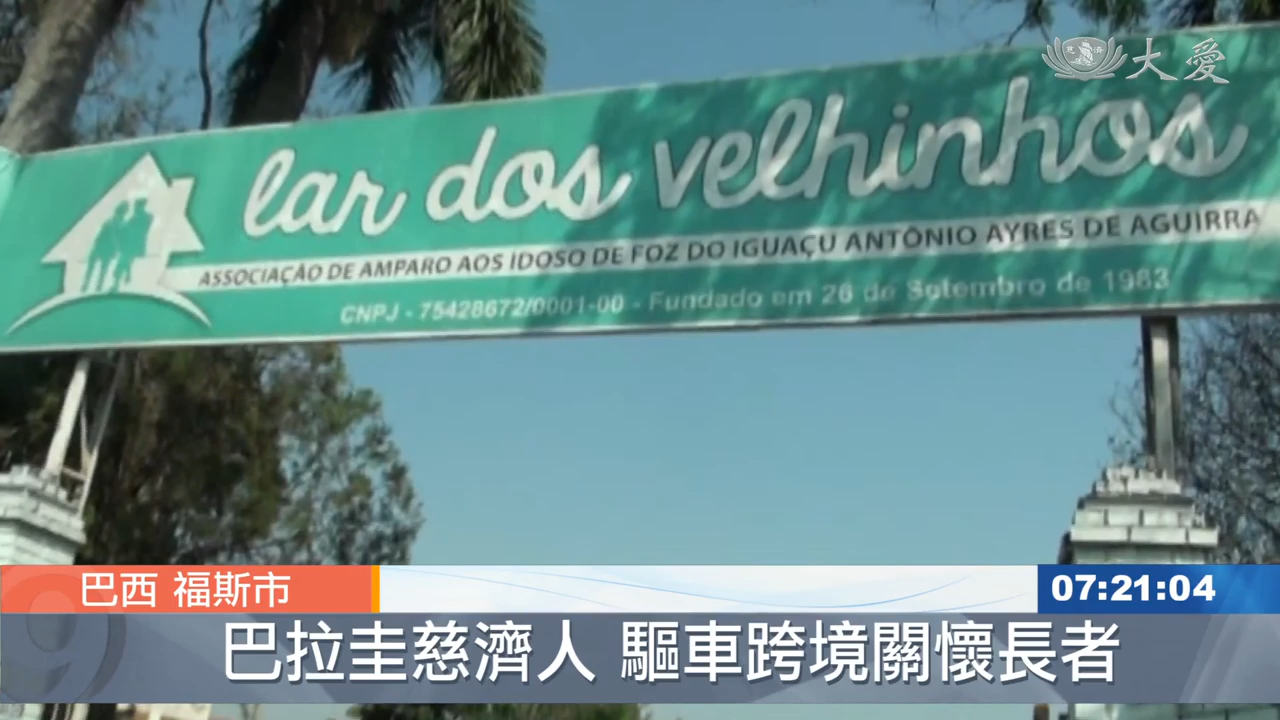 大愛
lar dos velhinhos
ASSOCIAÇÃO DE AMPARO AOS IDOSO DE FOZ DO IGUAÇU ANTÔNIO AYRES DE AGUIRRA
CNPJ - 75428672/0001-00 - Fundado em 26 de Setembro de 1983
巴西 福斯市
07:21:04
巴拉圭慈濟人 驅車跨境關懷長者